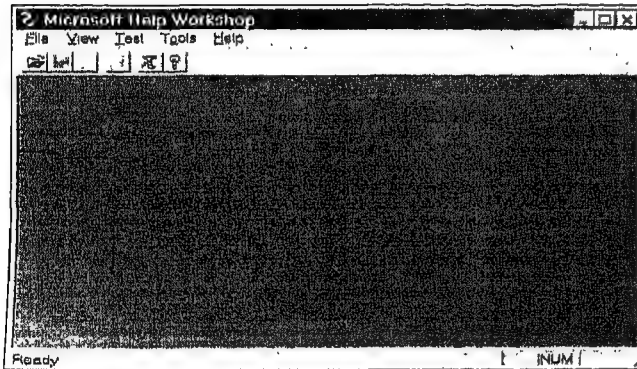 Microsoft Help Workshop
File View Test Tools Help
Ready NUM